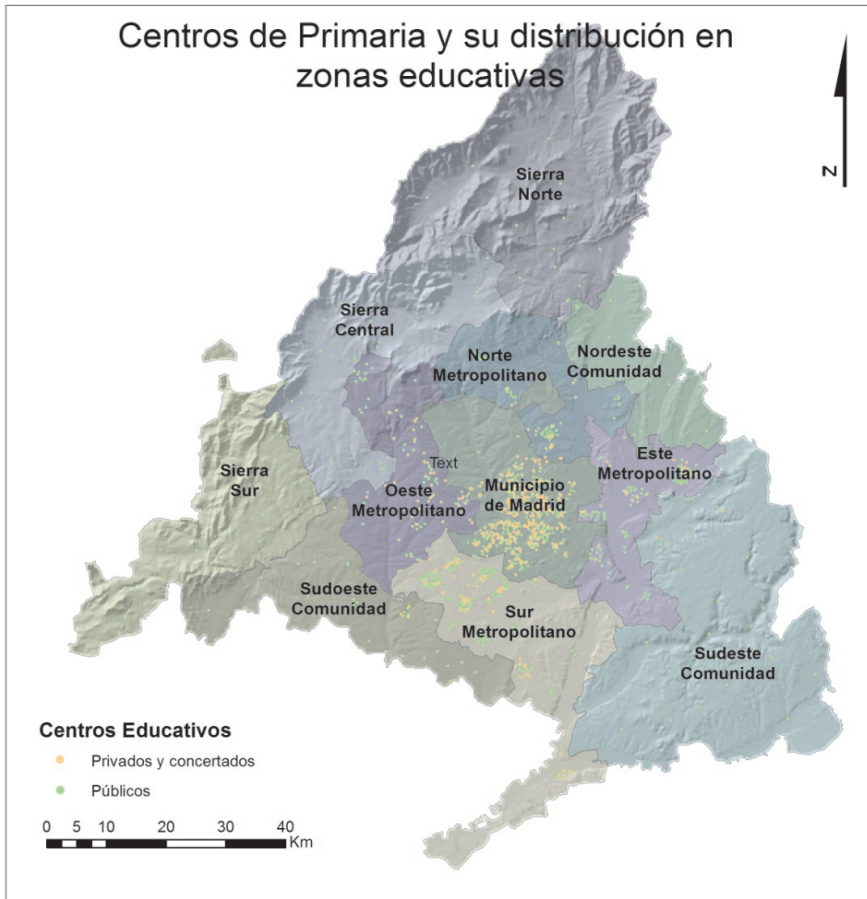 Centros de Primaria y su distribución en
zonas educativas
N
Sierra
Norte
Sierra
Central
Norte
Metropolitano
Nordeste
Comunidad
Sierra
Sur
Text
Oeste
Metropolitano
Municipio
de Madrid
Este
Metropolitano
Sudoeste
Comunidad
Sur
Metropolitano
Sudeste
Comunidad
Centros Educativos
Privados y concertados
Públicos
0 5 10 20 30 40
Km